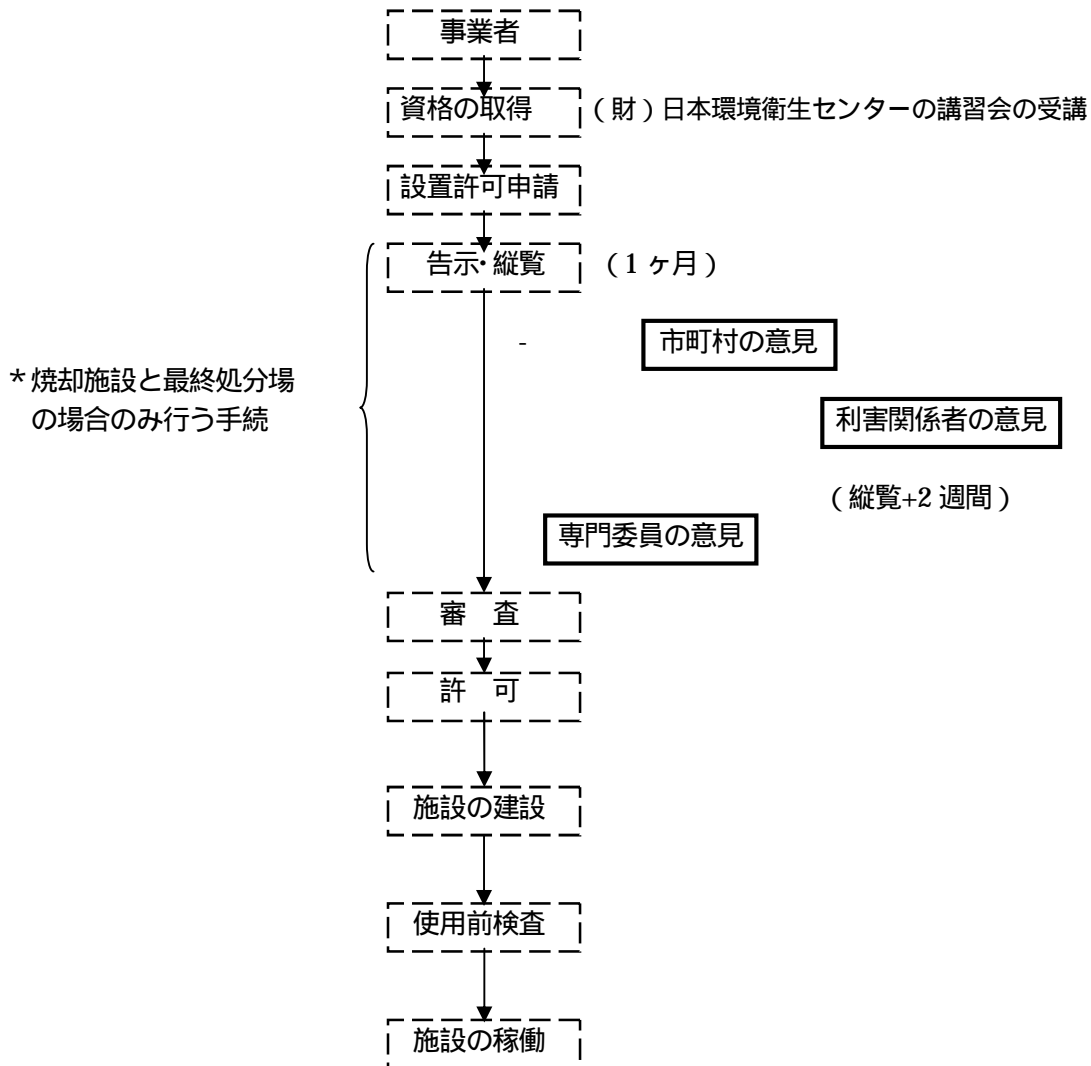 事業者
資格の取得
(財)日本環境衛生センターの講習会の受講
設置許可申請
告示・縦覧
(1ヶ月)
-
市町村の意見
*焼却施設と最終処分場
の場合のみ行う手続
利害関係者の意見
(縦覧+2週間)
専門委員の意見
審　査
許　可
施設の建設
使用前検査
施設の稼働